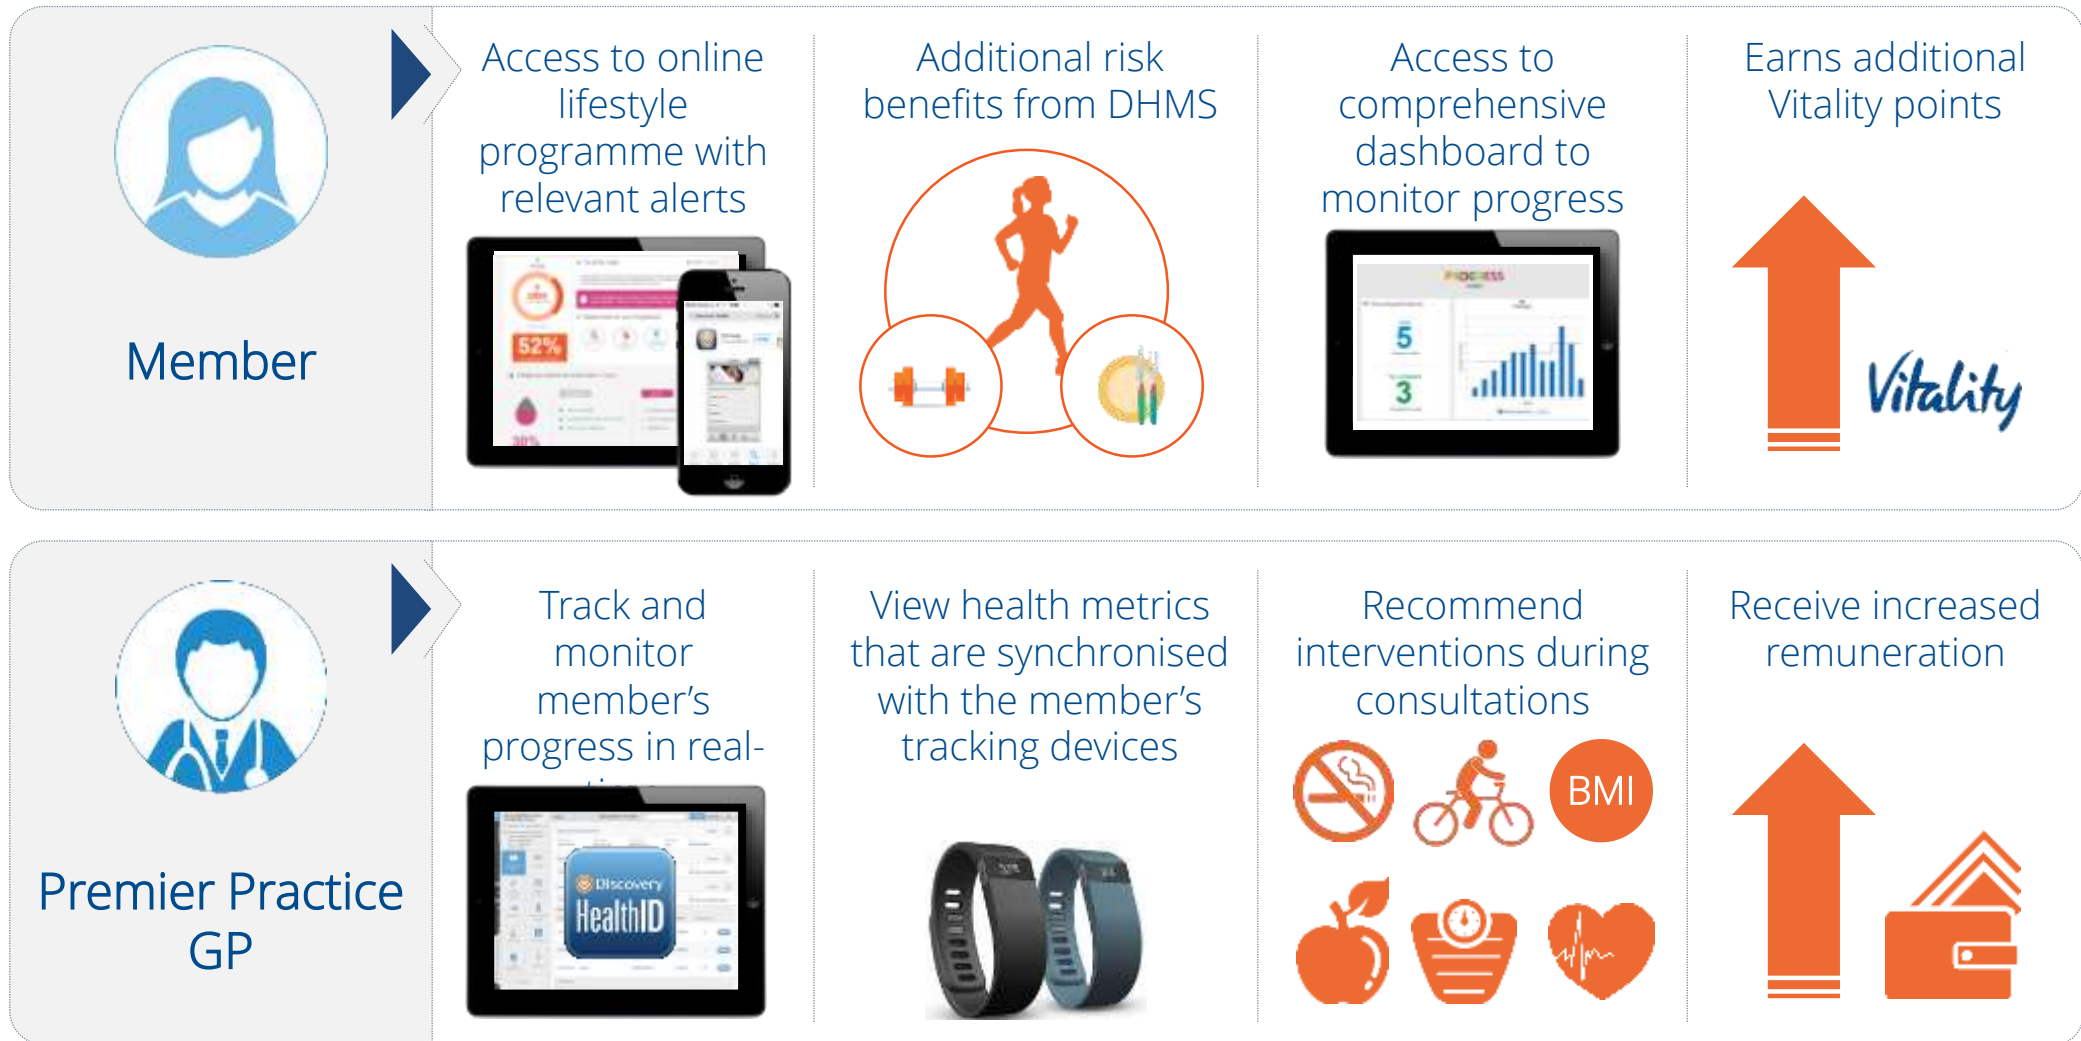 Member
Access to online
lifestyle
programme with
relevant alerts
52%
30%
Additional risk
benefits from DHMS
Access to
comprehensive
dashboard to
monitor progress
PROGRESS
5
3
Earns additional
Vitality points
Vitality
Premier Practice
GP
Track and
monitor
member's
progress in real-
Discovery
HealthID
View health metrics
that are synchronised
with the member's
tracking devices
Recommend
interventions during
consultations
BMI
Receive increased
remuneration